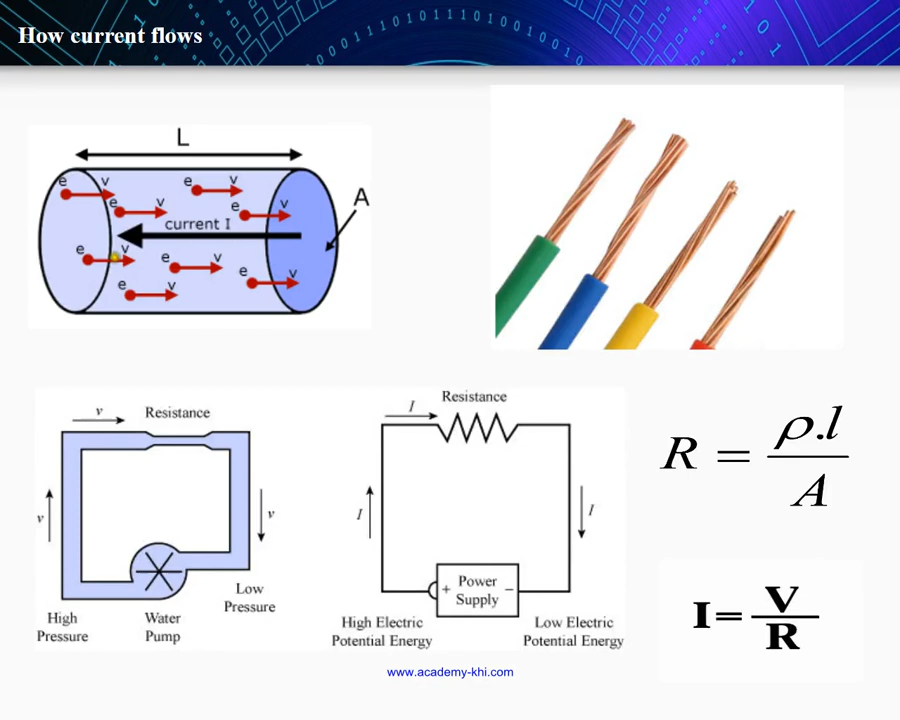 How current flows
L
e v
e v
e v
e v
A
current I
e v
e v
e v
e v
v
Resistance
v
v
High
Pressure
Water
Pump
Low
Pressure
Resistance
I
I
I
+ Power
Supply −
High Electric
Potential Energy
Low Electric
Potential Energy
R = ρ.l / A
I = V / R
www.academy-khi.com